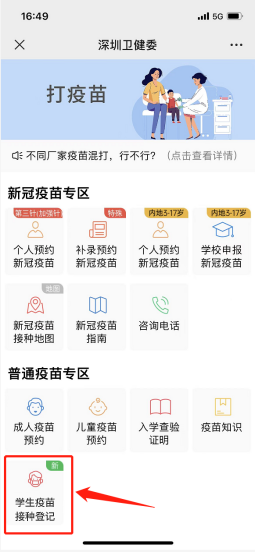 16:49
5G
深圳卫健委
打疫苗
不同厂家疫苗混打，行不行？（点击查看详情）
新冠疫苗专区
第三针(加强针)
特殊
内地3-17岁
内地3-17岁
个人预约
新冠疫苗
补录预约
新冠疫苗
个人预约
新冠疫苗
学校申报
新冠疫苗
地图
新冠疫苗
接种地图
新冠疫苗
指南
咨询电话
普通疫苗专区
成人疫苗
预约
儿童疫苗
预约
入学查验
证明
疫苗知识
新
学生疫苗
接种登记